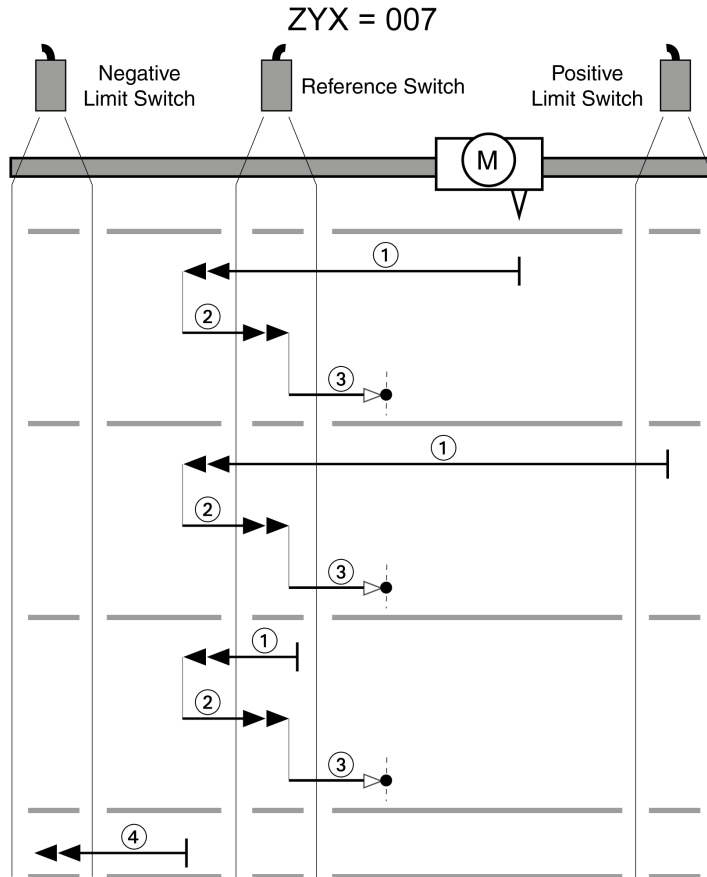 ZYX = 007
Negative
Limit Switch
Reference Switch
Positive
Limit Switch
M
1
2
3
1
2
3
1
2
3
4